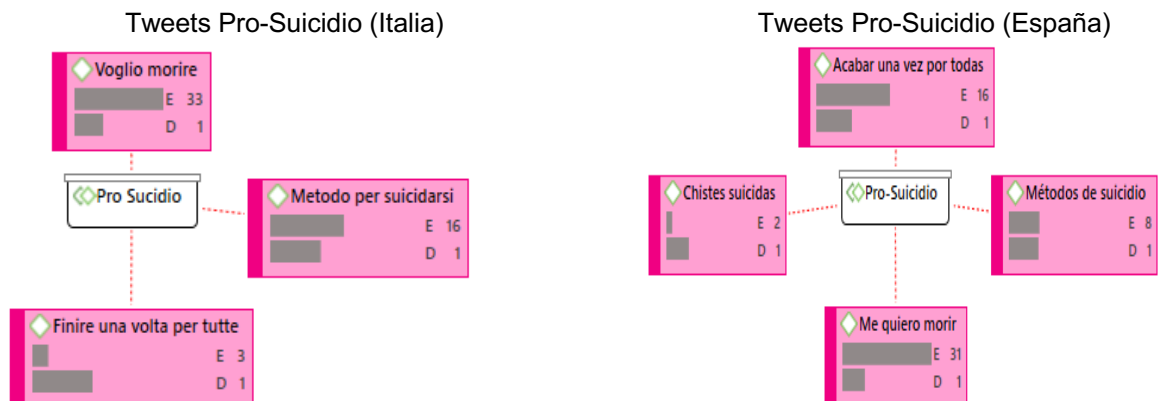 Tweets Pro-Suicidio (Italia)
Voglio morire
E 33
D 1
Pro Sucidio
Metodo per suicidarsi
E 16
D 1
Finire una volta per tutte
E 3
D 1
Tweets Pro-Suicidio (España)
Acabar una vez por todas
E 16
D 1
Chistes suicidas
E 2
D 1
Pro-Suicidio
Métodos de suicidio
E 8
D 1
Me quiero morir
E 31
D 1